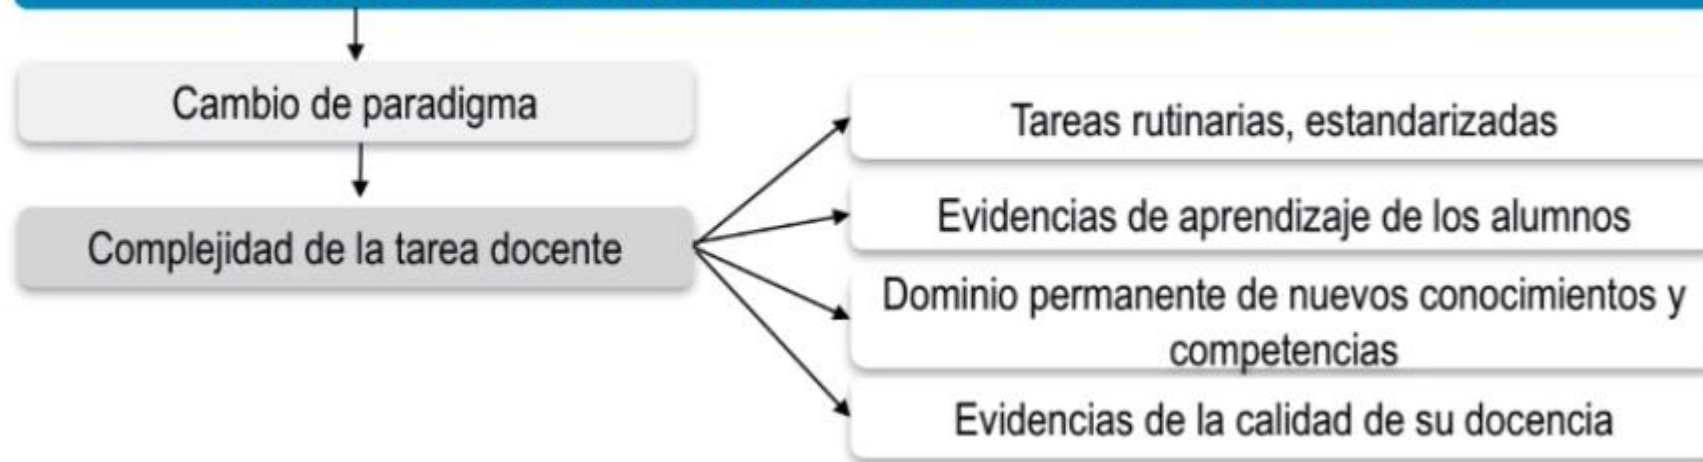 Cambio de paradigma
Complejidad de la tarea docente
Tareas rutinarias, estandarizadas
Evidencias de aprendizaje de los alumnos
Dominio permanente de nuevos conocimientos y
competencias
Evidencias de la calidad de su docencia